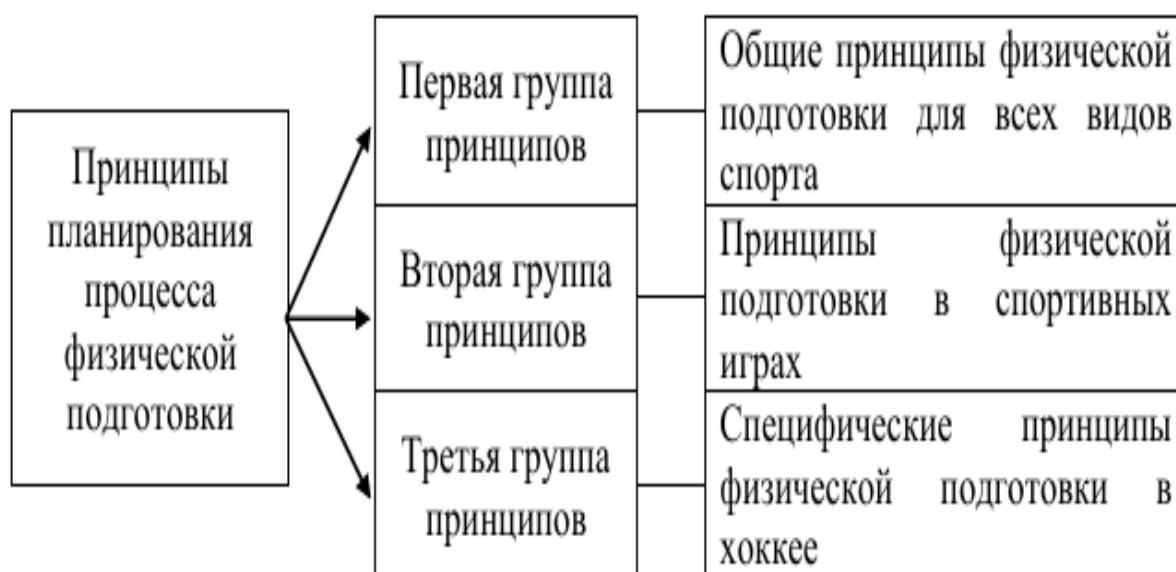 Принципы
планирования
процесса
физической
подготовки
Первая группа
принципов
Общие принципы физической
подготовки для всех видов
спорта
Вторая группа
принципов
Принципы физической
подготовки в спортивных
играх
Третья группа
принципов
Специфические принципы
физической подготовки в
хоккее